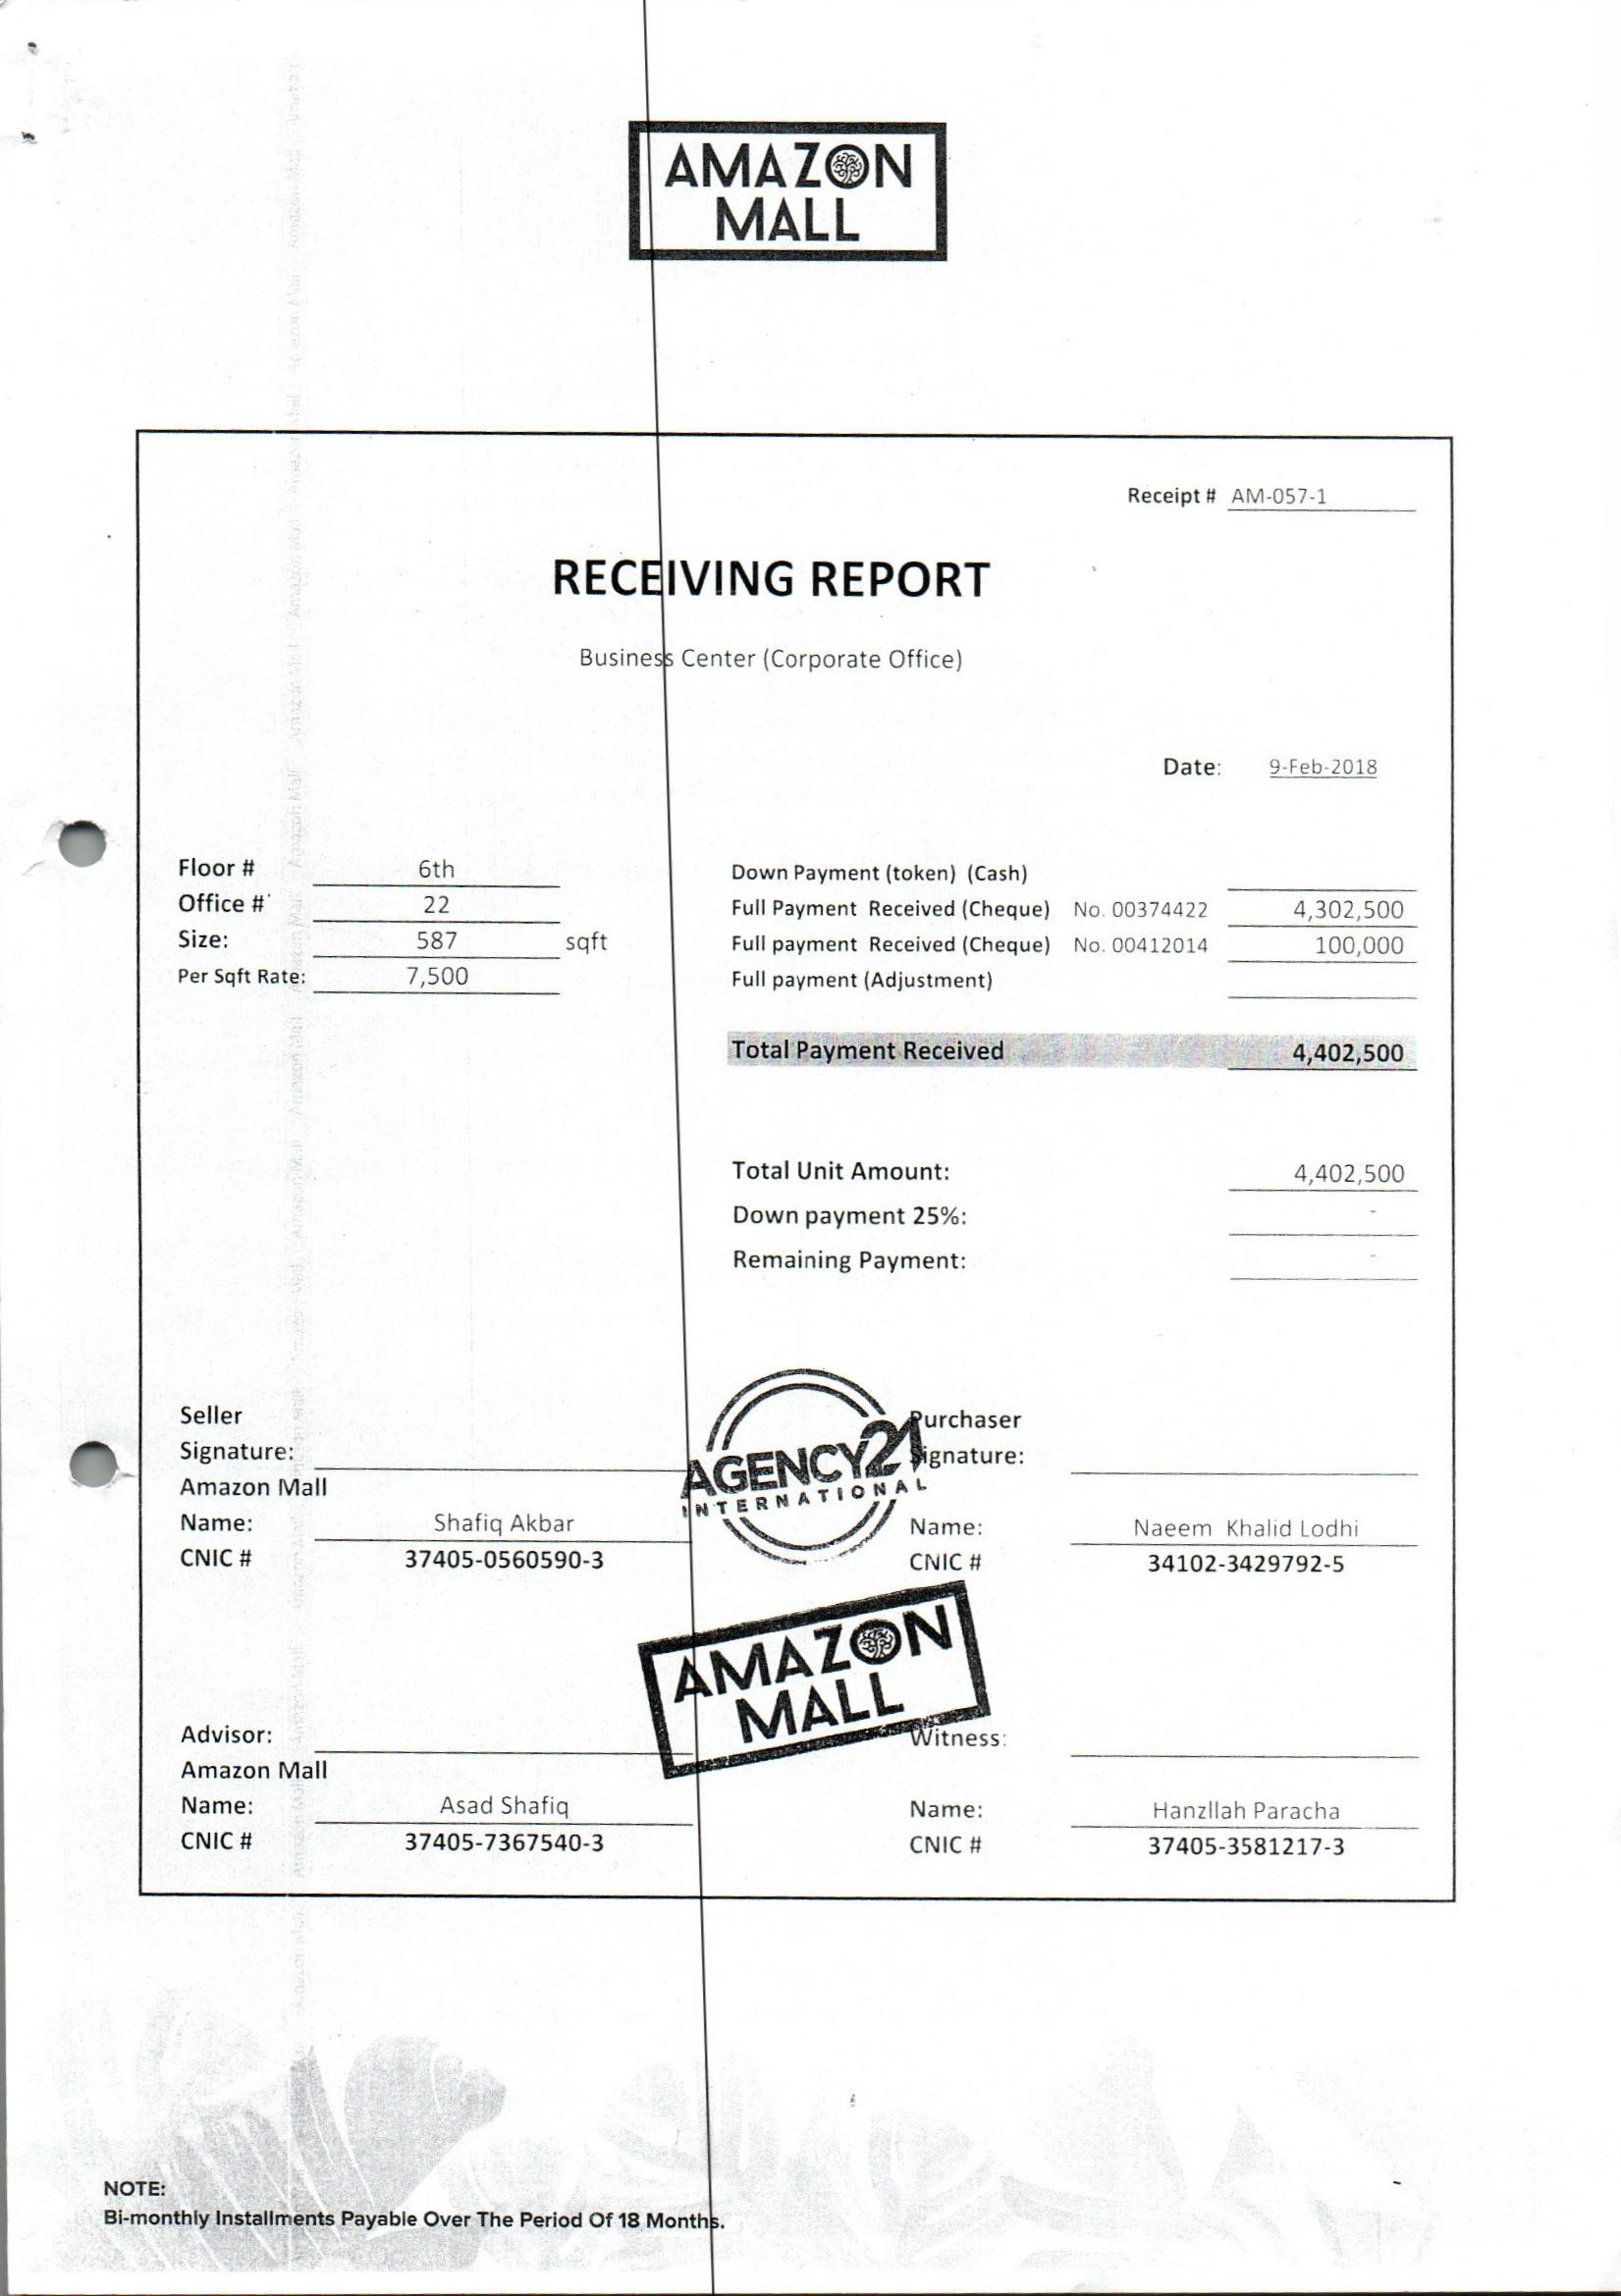 AMAZON
MALL
Receipt # AM-057-1
RECEIVING REPORT
Business Center (Corporate Office)
Date: 9-Feb-2018
Floor # 6th
Office # 22
Size: 587 sqft
Per Sqft Rate: 7,500
Down Payment (token) (Cash)
Full Payment Received (Cheque) No. 00374422 4,302,500
Full payment Received (Cheque) No. 00412014 100,000
Full payment (Adjustment)
Total Payment Received 4,402,500
Total Unit Amount: 4,402,500
Down payment 25%: -
Remaining Payment: -
Seller
Signature:
Amazon Mall
Name: Shafiq Akbar
CNIC # 37405-0560590-3
AGENCY21
INTERNATIONAL
Purchaser
Signature:
Name: Naeem Khalid Lodhi
CNIC # 34102-3429792-5
AMAZON
MALL
Advisor:
Amazon Mall
Name: Asad Shafiq
CNIC # 37405-7367540-3
Witness:
Name: Hanzllah Paracha
CNIC # 37405-3581217-3
NOTE:
Bi-monthly Installments Payable Over The Period Of 18 Months.